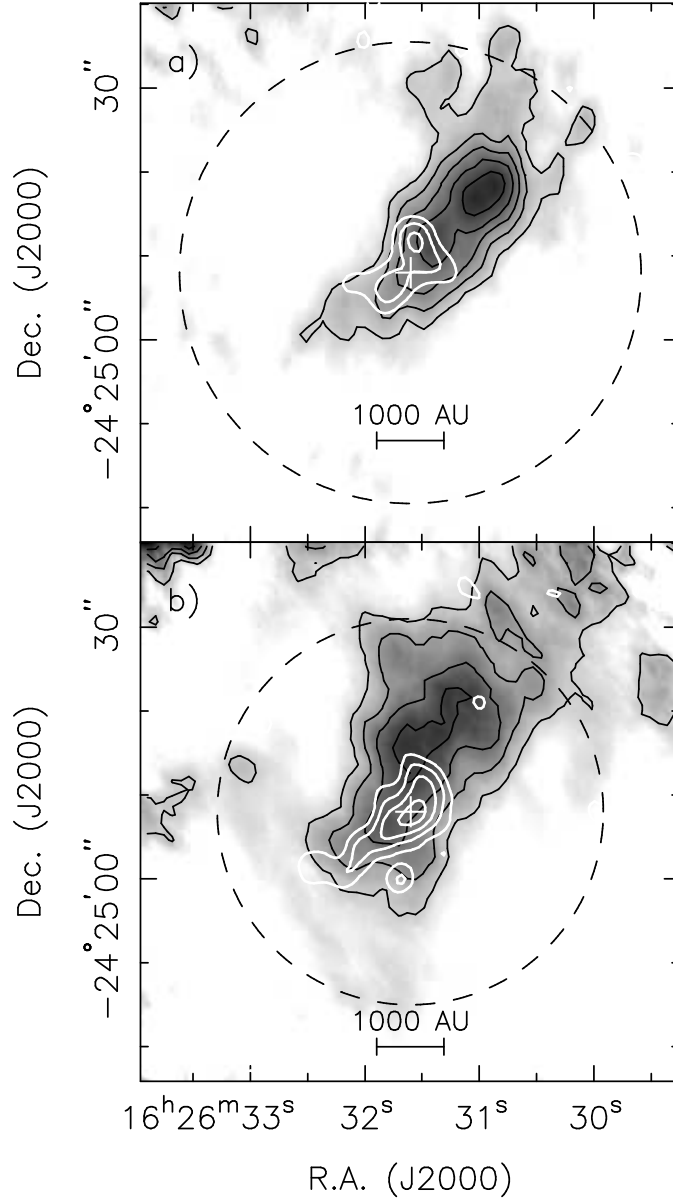 a)
30"
Dec. (J2000)
−24°25'00"
1000 AU
b)
30"
Dec. (J2000)
−24°25'00"
1000 AU
16h26m33s 32s 31s 30s
R.A. (J2000)